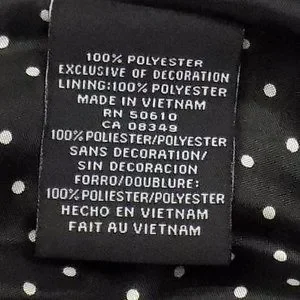 100% POLYESTER
EXCLUSIVE OF DECORATION
LINING:100% POLYESTER
MADE IN VIETNAM
RN 50610
CA 08349
100% POLIESTER/POLYESTER
SANS DECORATION/
SIN DECORACION
FORRO/DOUBLURE:
100% POLIESTER/POLYESTER
HECHO EN VIETNAM
FAIT AU VIETNAM